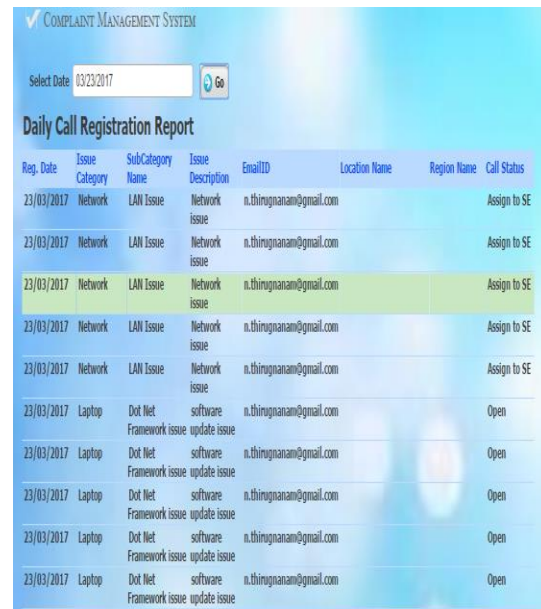 COMPLAINT MANAGEMENT SYSTEM
Select Date 03/23/2017 Go
Daily Call Registration Report
Reg. Date Issue Category SubCategory Name Issue Description EmailID Location Name Region Name Call Status
23/03/2017 Network LAN Issue Network issue n.thirugnanam@gmail.com Assign to SE
23/03/2017 Network LAN Issue Network issue n.thirugnanam@gmail.com Assign to SE
23/03/2017 Network LAN Issue Network issue n.thirugnanam@gmail.com Assign to SE
23/03/2017 Network LAN Issue Network issue n.thirugnanam@gmail.com Assign to SE
23/03/2017 Network LAN Issue Network issue n.thirugnanam@gmail.com Assign to SE
23/03/2017 Laptop Dot Net Framework issue software update issue n.thirugnanam@gmail.com Open
23/03/2017 Laptop Dot Net Framework issue software update issue n.thirugnanam@gmail.com Open
23/03/2017 Laptop Dot Net Framework issue software update issue n.thirugnanam@gmail.com Open
23/03/2017 Laptop Dot Net Framework issue software update issue n.thirugnanam@gmail.com Open
23/03/2017 Laptop Dot Net Framework issue software update issue n.thirugnanam@gmail.com Open